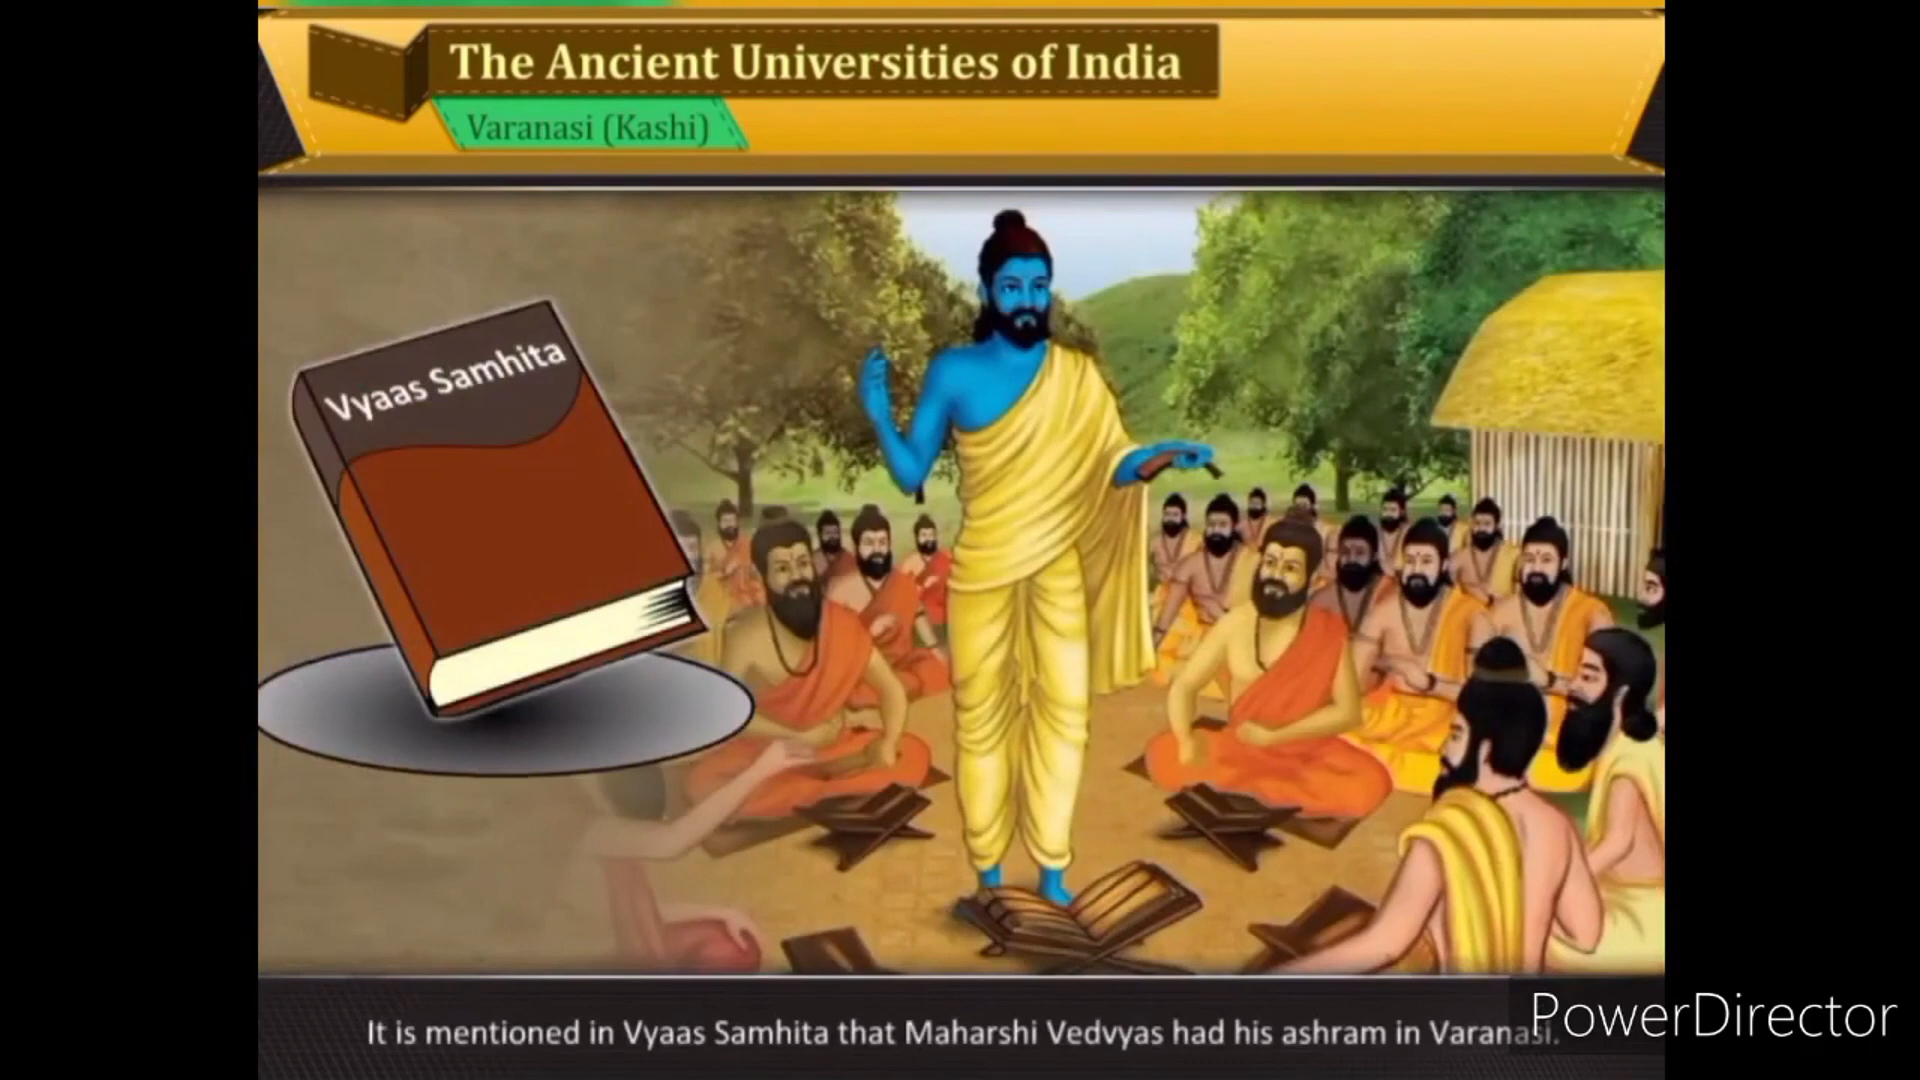 The Ancient Universities of India
Varanasi (Kashi)
Vyaas Samhita
It is mentioned in Vyaas Samhita that Maharshi Vedvyas had his ashram in Varanasi.
PowerDirector